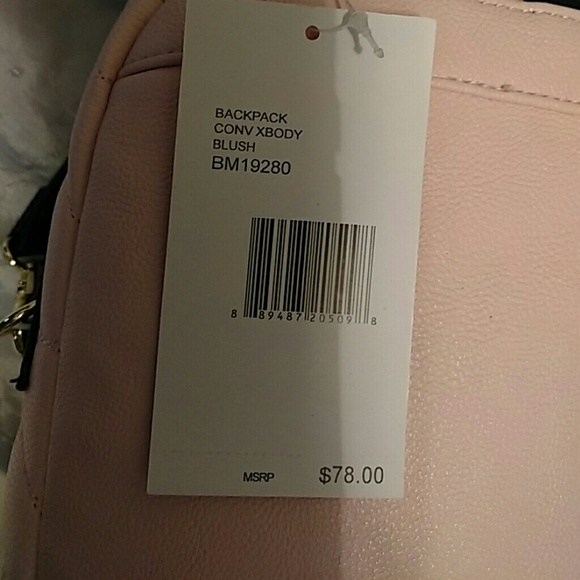 BACKPACK
CONV XBODY
BLUSH
BM19280
8 89487 20509 8
MSRP $78.00